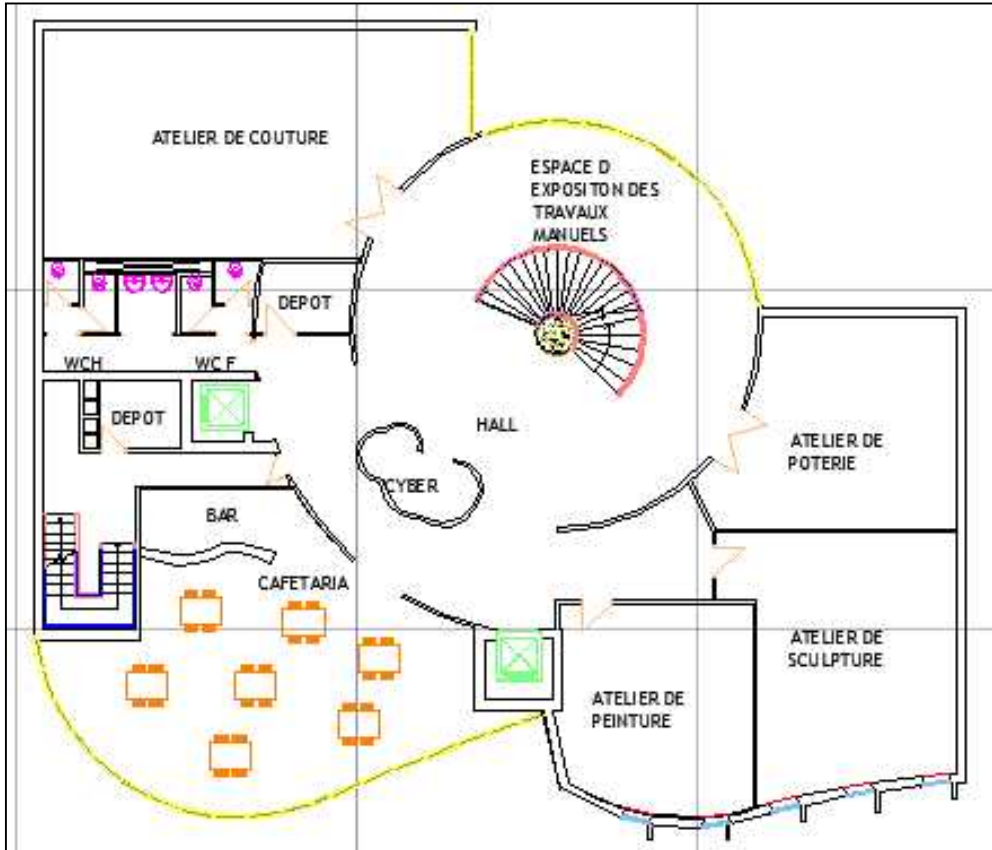 ATELIER DE COUTURE
ESPACE D
EXPOSITON DES
TRAVAUX
MANUELS
DEPOT
WCH
WC F
DEPOT
HALL
CYBER
ATELIER DE
POTERIE
BAR
CAFETARIA
ATELIER DE
SCULPTURE
ATELIER DE
PEINTURE